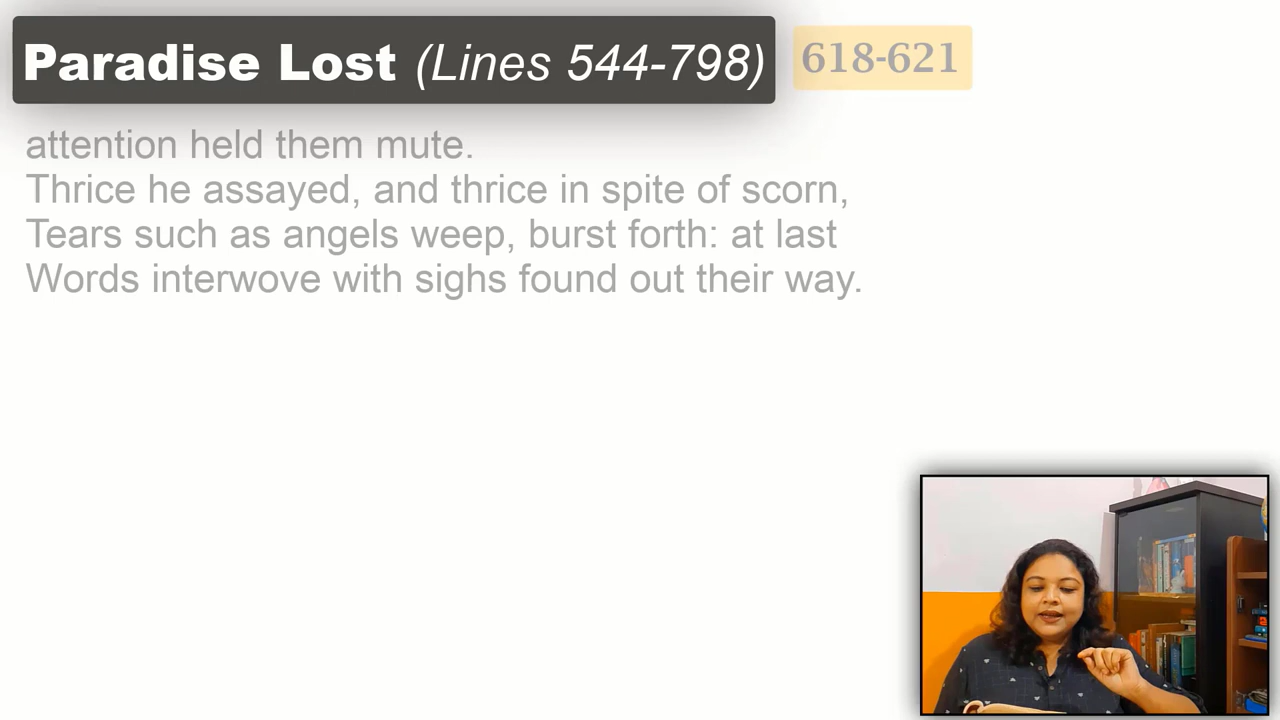 Paradise Lost (Lines 544-798) 618-621
attention held them mute.
Thrice he assayed, and thrice in spite of scorn,
Tears such as angels weep, burst forth: at last
Words interwove with sighs found out their way.